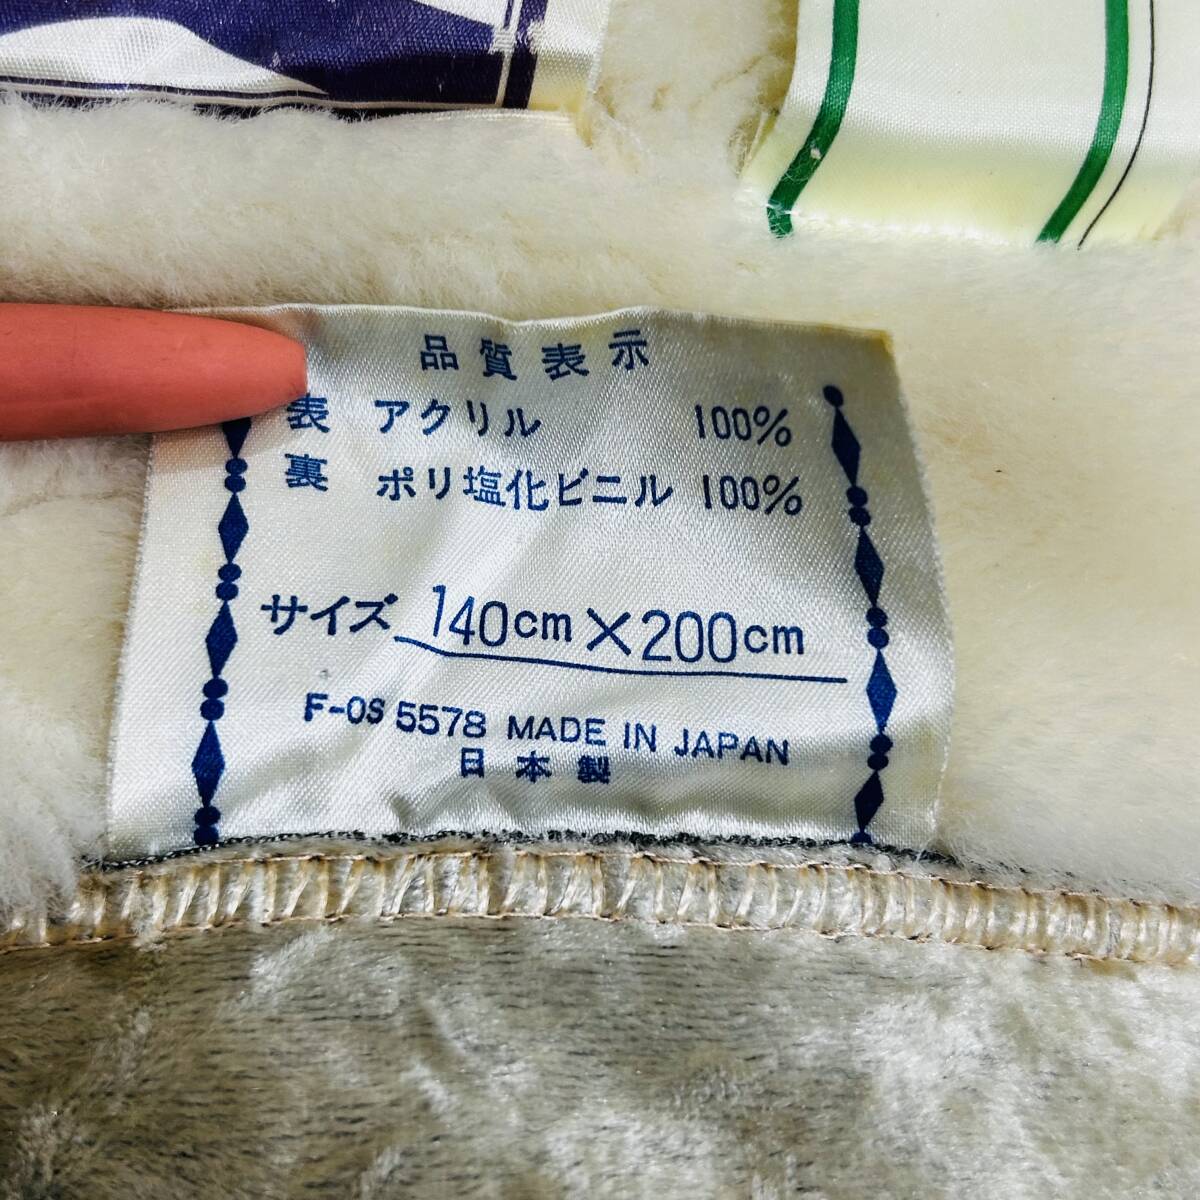 品質表示
表 アクリル 100%
裏 ポリ塩化ビニル 100%
サイズ 140cm×200cm
F-OS 5578 MADE IN JAPAN
日本製